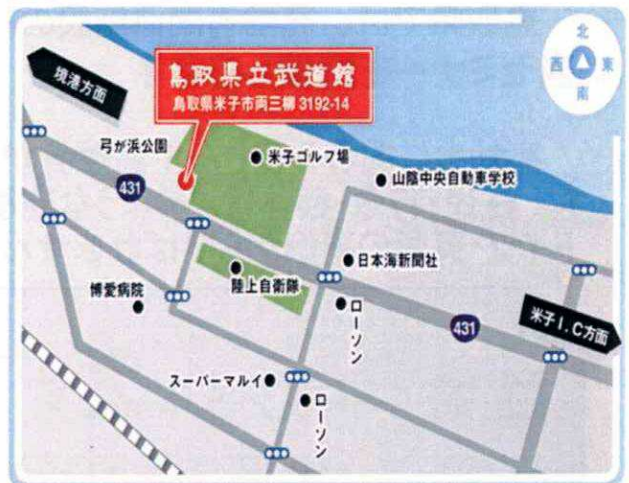 北
西 東
南
境港方面
鳥取県立武道館
鳥取県米子市両三柳 3192-14
弓が浜公園
米子ゴルフ場
山陰中央自動車学校
431
日本海新聞社
陸上自衛隊
博愛病院
ローソン
431
米子I.C方面
スーパーマルイ
ローソン